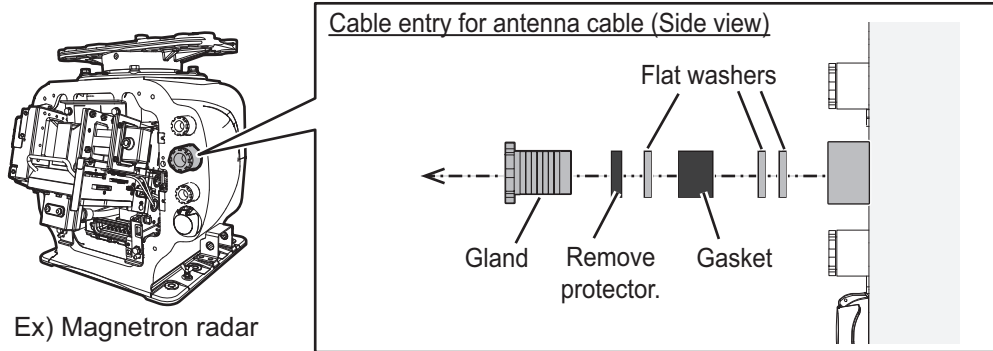 Cable entry for antenna cable (Side view)
Flat washers
Gland
Remove
protector.
Gasket
Ex) Magnetron radar